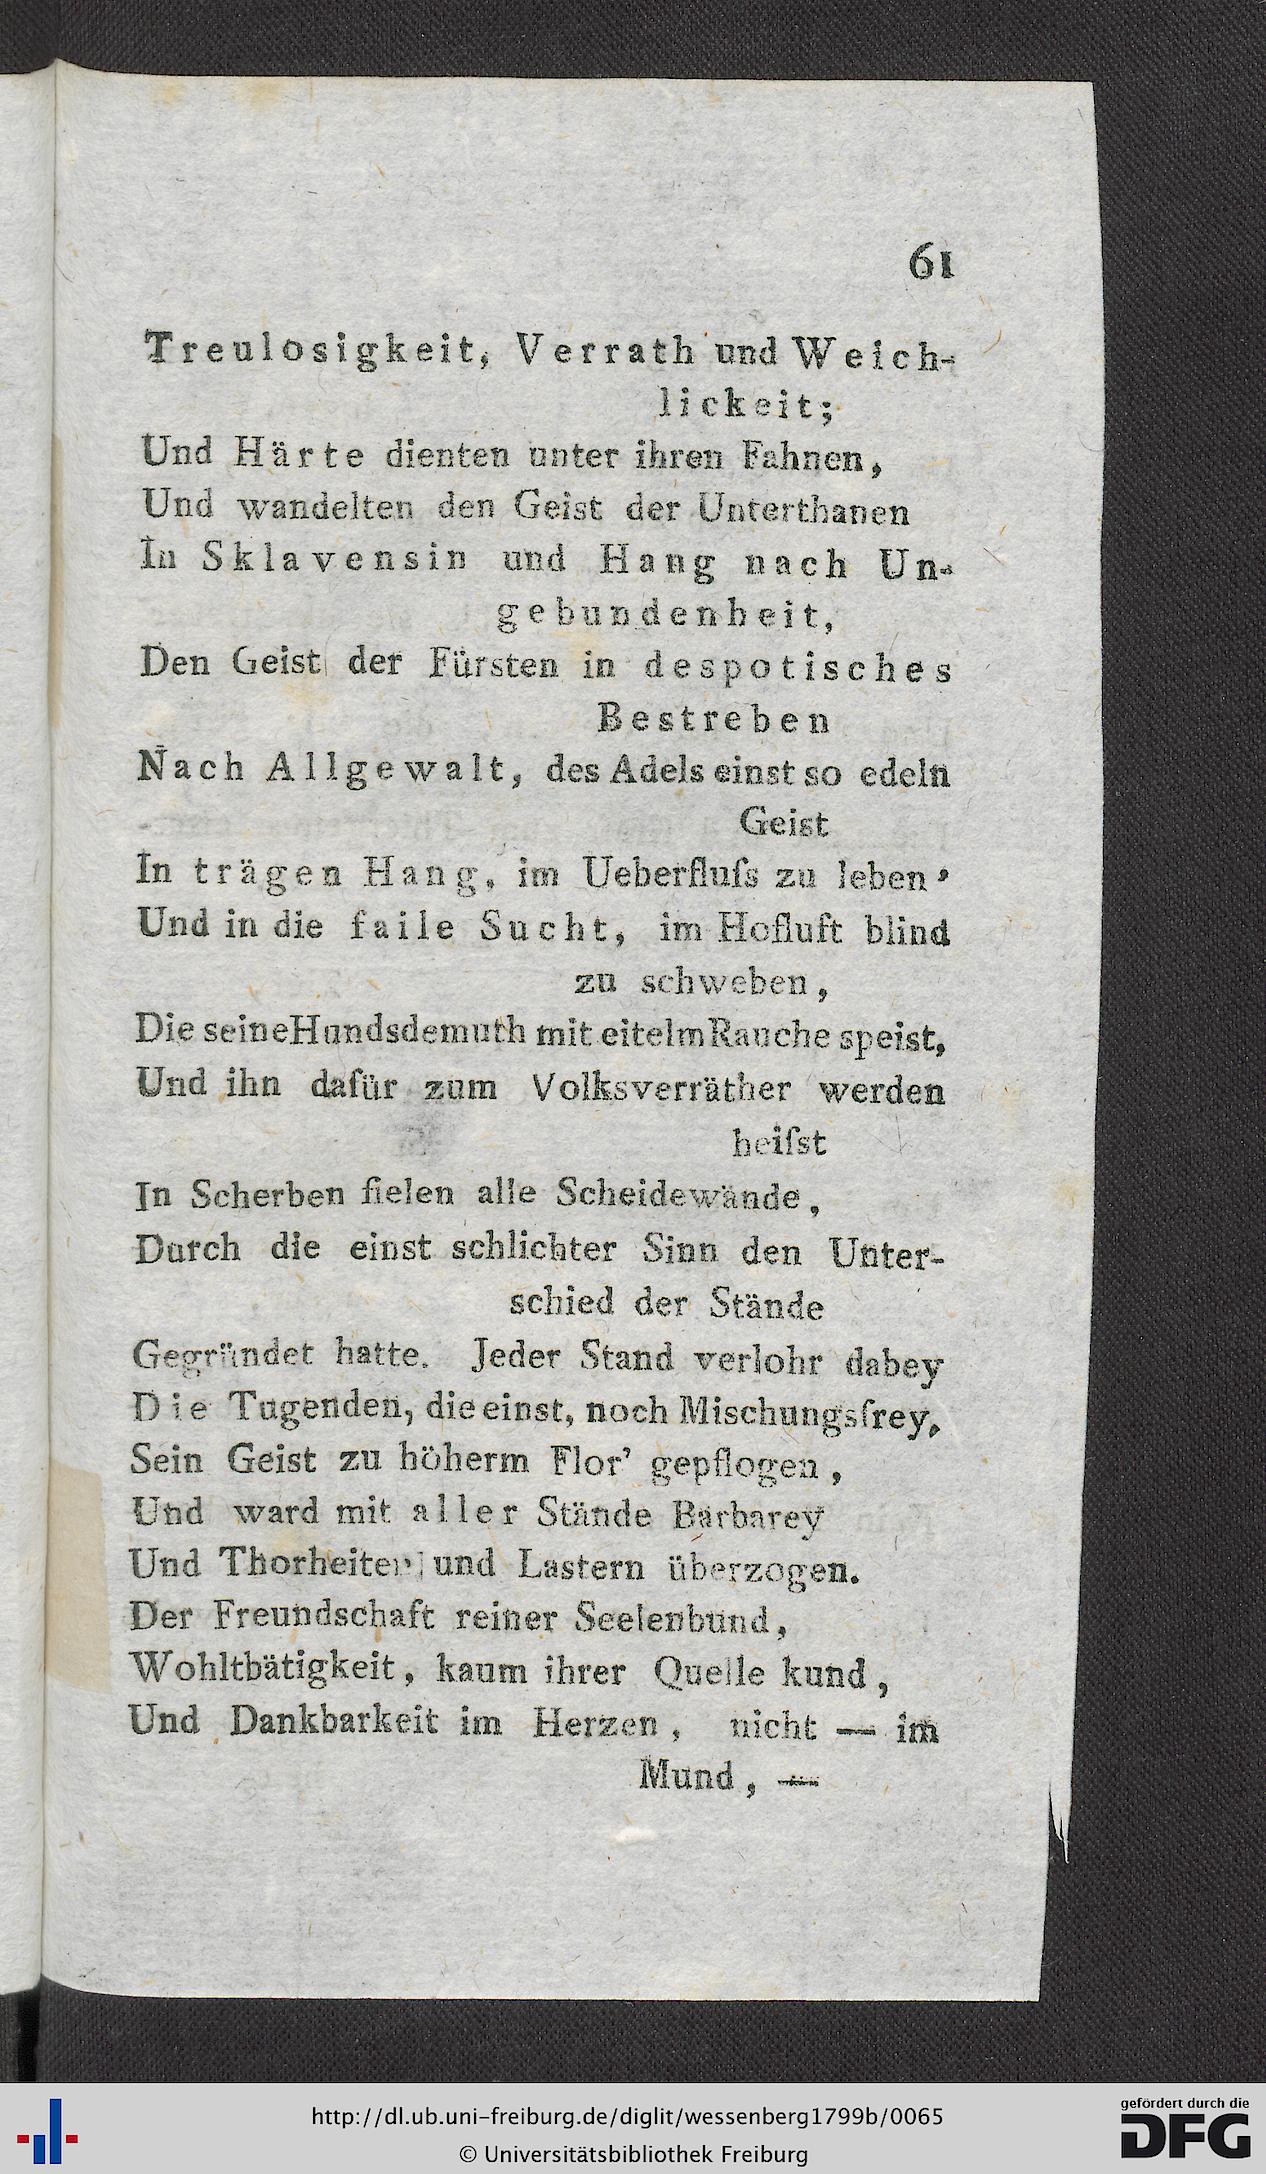 61
Treulosigkeit, Verrath und Weich-
lickeit;
Und Härte dienten unter ihren Fahnen,
Und wandelten den Geist der Unterthanen
In Sklavensin und Hang nach Un-
gebundenheit,
Den Geist der Fürsten in despotisches
Bestreben
Nach Allgewalt, des Adels einst so edeln
Geist
In trägen Hang, im Ueberfluſs zu leben,
Und in die faile Sucht, im Hofluft blind
zu schweben,
Die seine Hundsdemuth mit eitelm Rauche speist,
Und ihn daſür zum Volksverräther werden
heiſst
In Scherben fielen alle Scheidewände,
Durch die einst schlichter Sinn den Unter-
schied der Stände
Gegründet hatte. Jeder Stand verlohr dabey
Die Tugenden, die einst, noch Mischungsſrey,
Sein Geist zu höherm Flor' gepflogen,
Und ward mit aller Stände Barbarey
Und Thorheiten und Lastern überzogen.
Der Freundschaft reiner Seelenbund,
Wohlthätigkeit, kaum ihrer Quelle kund,
Und Dankbarkeit im Herzen, nicht — im
Mund, —
http://dl.ub.uni-freiburg.de/diglit/wessenberg1799b/0065
© Universitätsbibliothek Freiburg
gefördert durch die
DFG